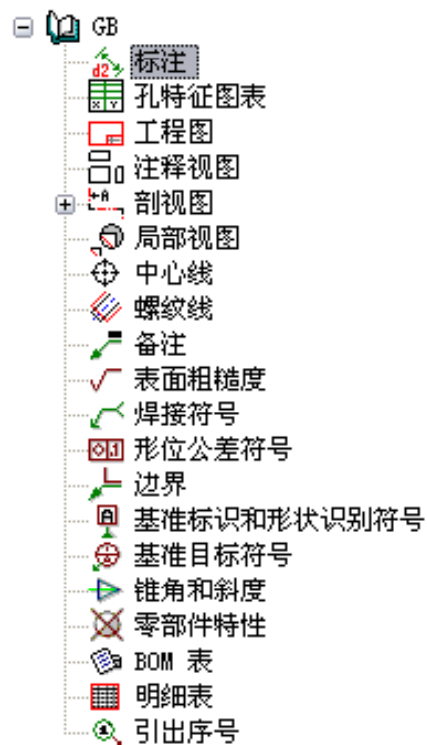 GB
标注
孔特征图表
工程图
注释视图
剖视图
局部视图
中心线
螺纹线
备注
表面粗糙度
焊接符号
形位公差符号
边界
基准标识和形状识别符号
基准目标符号
锥角和斜度
零部件特性
BOM 表
明细表
引出序号